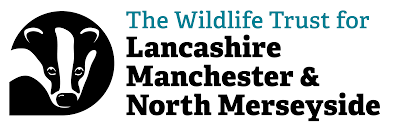 The Wildlife Trust for
Lancashire
Manchester &
North Merseyside